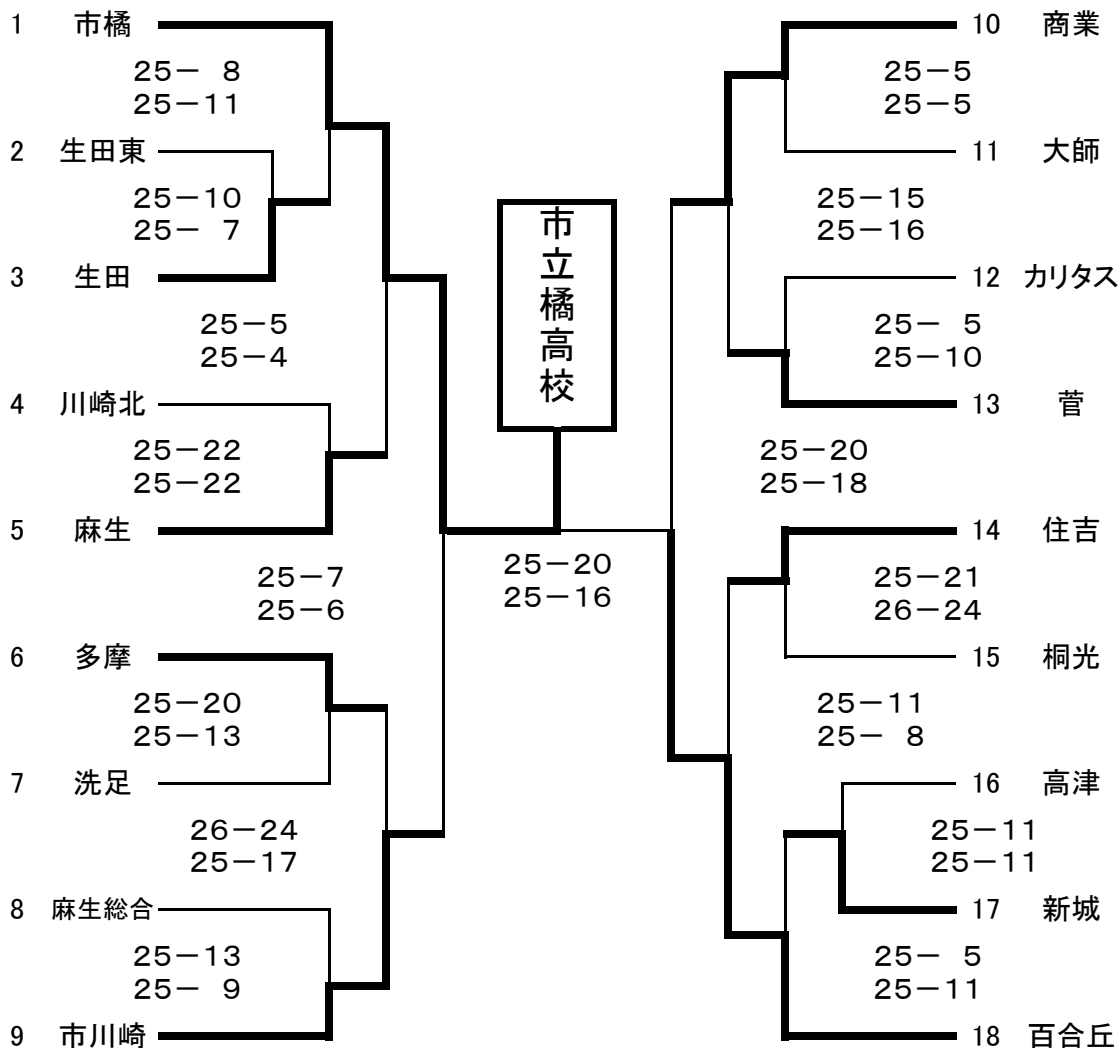 1 市橘
25－ 8
25－11
2 生田東
25－10
25－ 7
3 生田
25－5
25－4
4 川崎北
25－22
25－22
5 麻生
25－7
25－6
6 多摩
25－20
25－13
7 洗足
26－24
25－17
8 麻生総合
25－13
25－ 9
9 市川崎
市立橘高校
25－20
25－16
10 商業
25－5
25－5
11 大師
25－15
25－16
12 カリタス
25－ 5
25－10
13 菅
25－20
25－18
14 住吉
25－21
26－24
15 桐光
25－11
25－ 8
16 高津
25－11
25－11
17 新城
25－ 5
25－11
18 百合丘